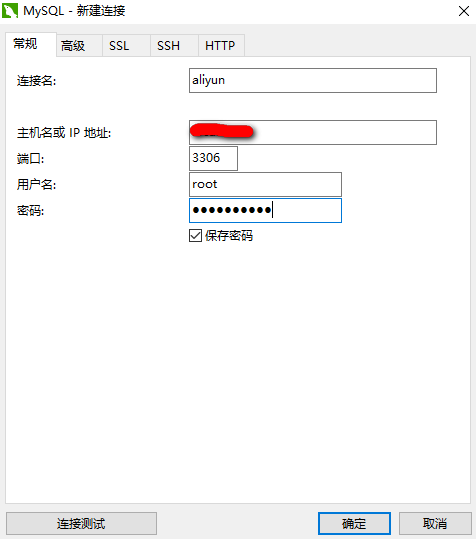 MySQL - 新建连接
常规 高级 SSL SSH HTTP
连接名: aliyun
主机名或 IP 地址:
端口: 3306
用户名: root
密码: ●●●●●●●●●●
保存密码
连接测试 确定 取消